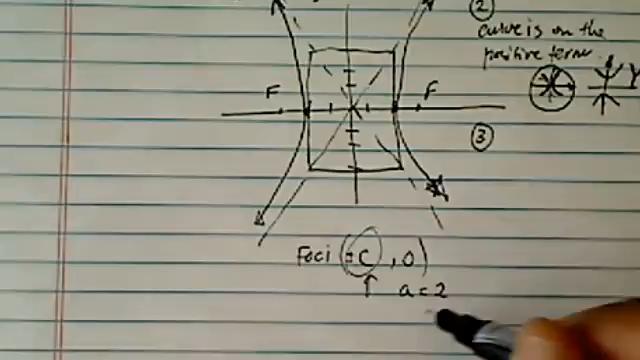 ②
curve is on the
positive term.
F
F
③
Foci (±c, 0)
↑ a=2